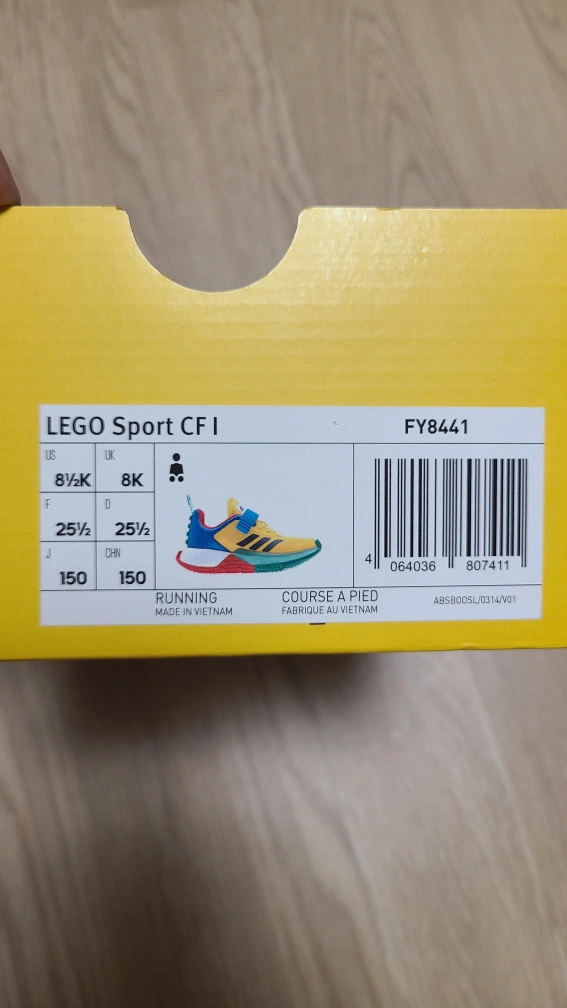 LEGO Sport CF I
FY8441
US
8½K
UK
8K
F
25½
D
25½
J
150
CHN
150
4 064036 807411
RUNNING
COURSE A PIED
MADE IN VIETNAM
FABRIQUE AU VIETNAM
ABSBOOSL/0314/V01